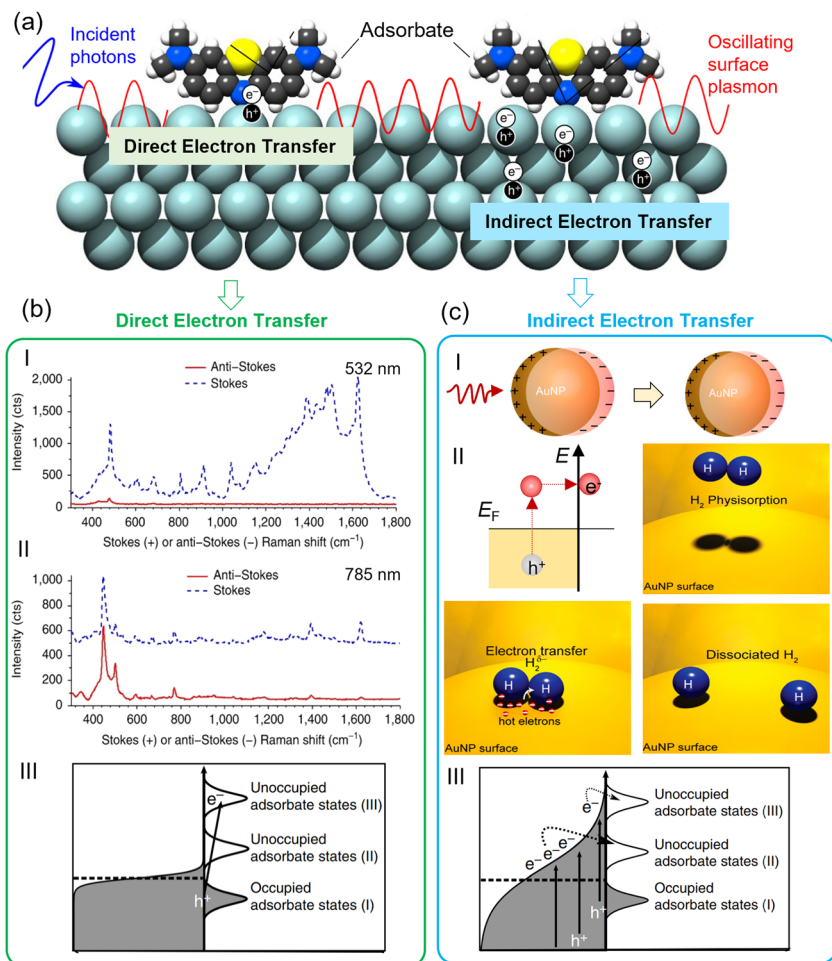 (a)
Incident
photons
Adsorbate
Oscillating
surface
plasmon
e⁻
h⁺
e⁻
h⁺
e⁻
h⁺
e⁻
h⁺
e⁻
h⁺
Direct Electron Transfer
Indirect Electron Transfer
(b)
Direct Electron Transfer
I
Anti–Stokes
Stokes
532 nm
Intensity (cts)
2,000
1,500
1,000
500
0
400 600 800 1,000 1,200 1,400 1,600 1,800
Stokes (+) or anti-Stokes (–) Raman shift (cm⁻¹)
II
Anti–Stokes
Stokes
785 nm
Intensity (cts)
1,000
800
600
400
200
0
400 600 800 1,000 1,200 1,400 1,600 1,800
Stokes (+) or anti-Stokes (–) Raman shift (cm⁻¹)
III
e⁻
h⁺
Unoccupied
adsorbate states (III)
Unoccupied
adsorbate states (II)
Occupied
adsorbate states (I)
(c)
Indirect Electron Transfer
I
AuNP
AuNP
II
E
e⁻
E_F
h⁺
H H
H₂ Physisorption
AuNP surface
Electron transfer
H₂^δ⁻
H H
hot eletrons
AuNP surface
Dissociated H₂
H
H
AuNP surface
III
e⁻
e⁻ e⁻ e⁻
e⁻
h⁺
h⁺
Unoccupied
adsorbate states (III)
Unoccupied
adsorbate states (II)
Occupied
adsorbate states (I)